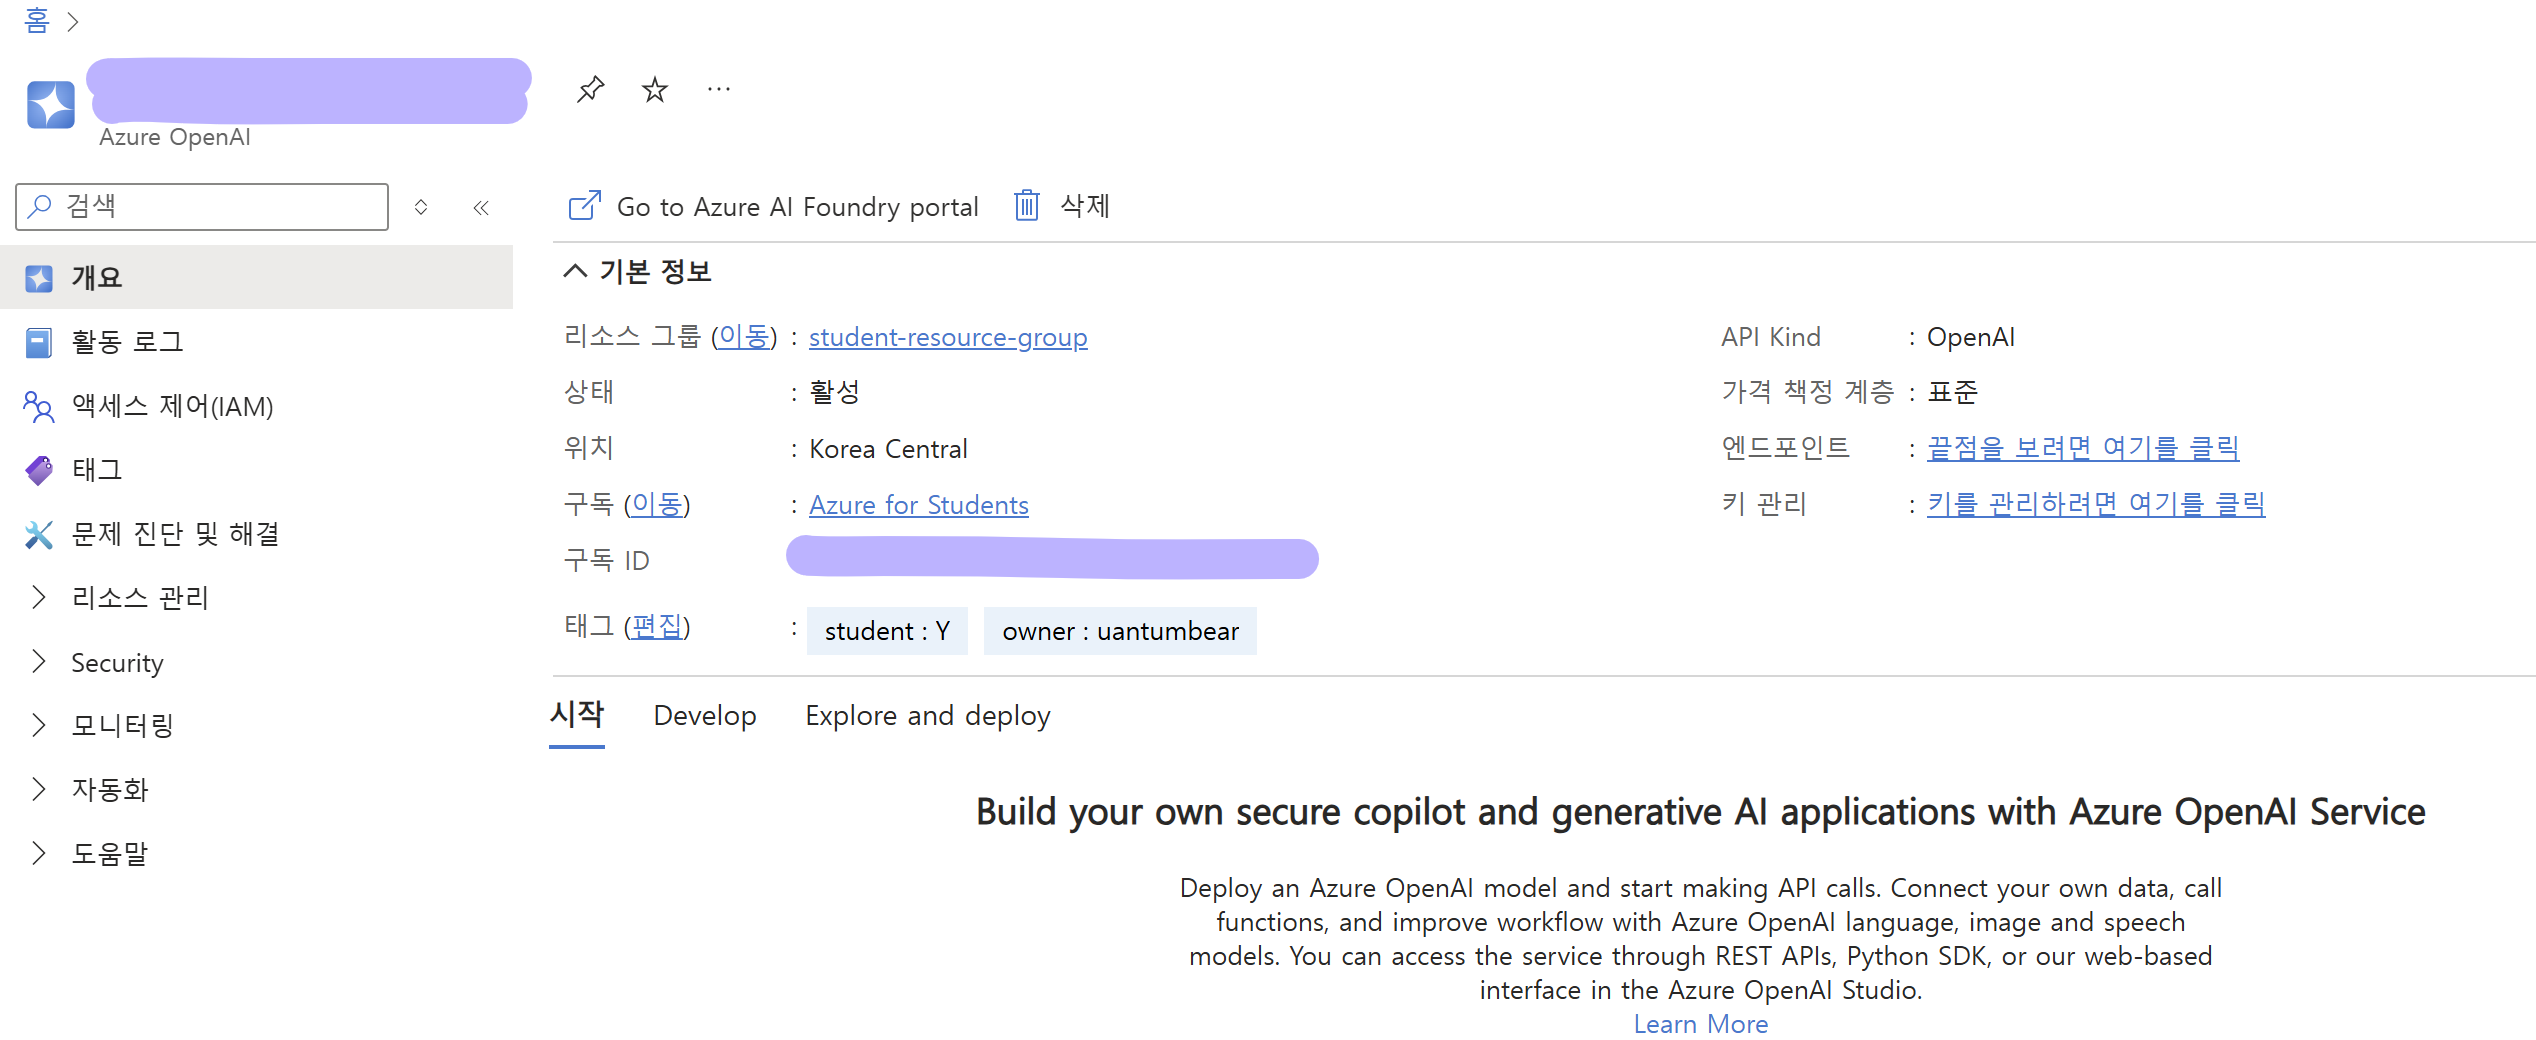 홈
Azure OpenAI
검색
Go to Azure AI Foundry portal 삭제
개요
활동 로그
액세스 제어(IAM)
태그
문제 진단 및 해결
리소스 관리
Security
모니터링
자동화
도움말
기본 정보
리소스 그룹 (이동) : student-resource-group
상태 : 활성
위치 : Korea Central
구독 (이동) : Azure for Students
구독 ID
태그 (편집) : student : Y owner : uantumbear
API Kind : OpenAI
가격 책정 계층 : 표준
엔드포인트 : 끝점을 보려면 여기를 클릭
키 관리 : 키를 관리하려면 여기를 클릭
시작 Develop Explore and deploy
Build your own secure copilot and generative AI applications with Azure OpenAI Service
Deploy an Azure OpenAI model and start making API calls. Connect your own data, call
functions, and improve workflow with Azure OpenAI language, image and speech
models. You can access the service through REST APIs, Python SDK, or our web-based
interface in the Azure OpenAI Studio.
Learn More